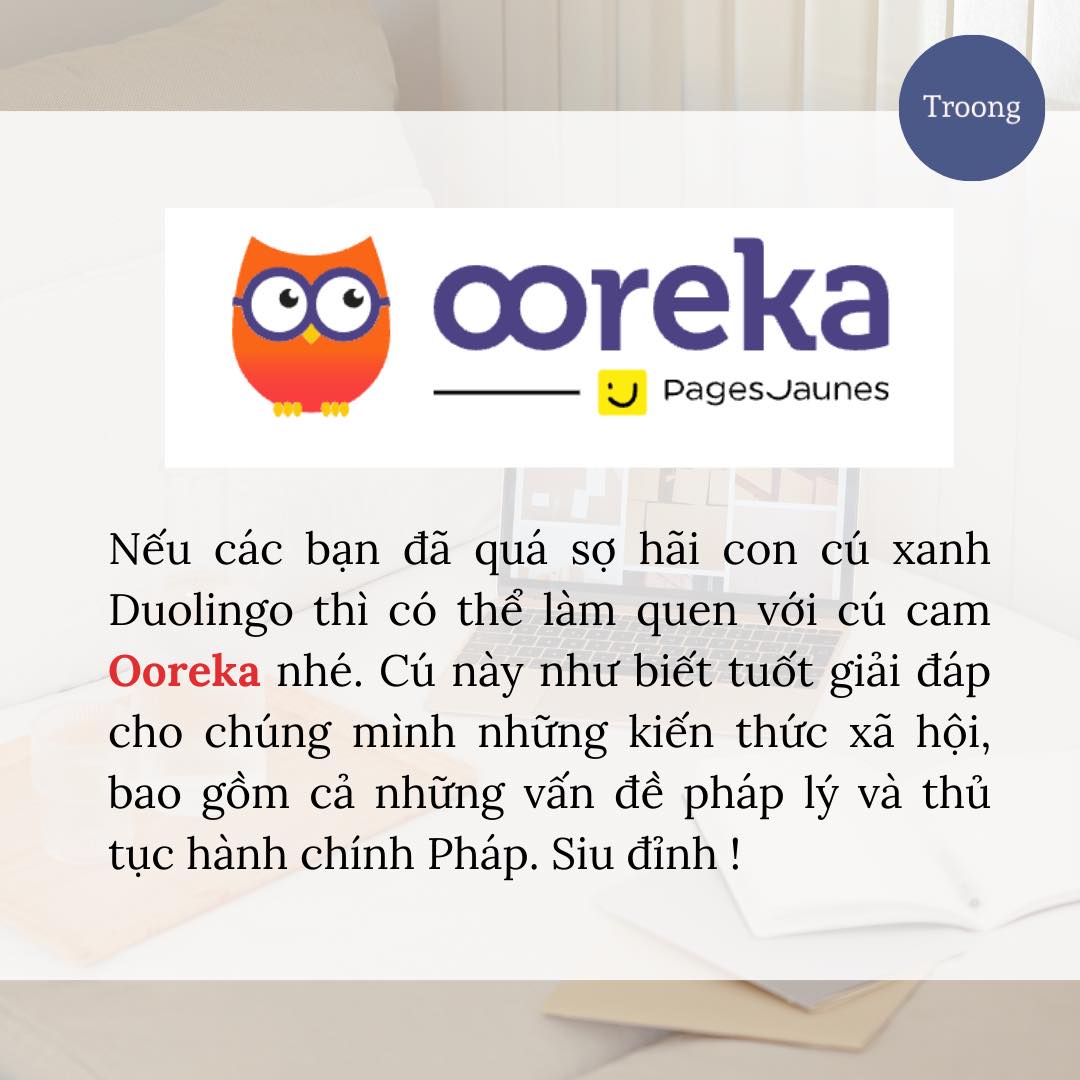 Troong
ooreka
PagesJaunes
Nếu các bạn đã quá sợ hãi con cú xanh
Duolingo thì có thể làm quen với cú cam
Ooreka nhé. Cú này như biết tuốt giải đáp
cho chúng mình những kiến thức xã hội,
bao gồm cả những vấn đề pháp lý và thủ
tục hành chính Pháp. Siu đỉnh !